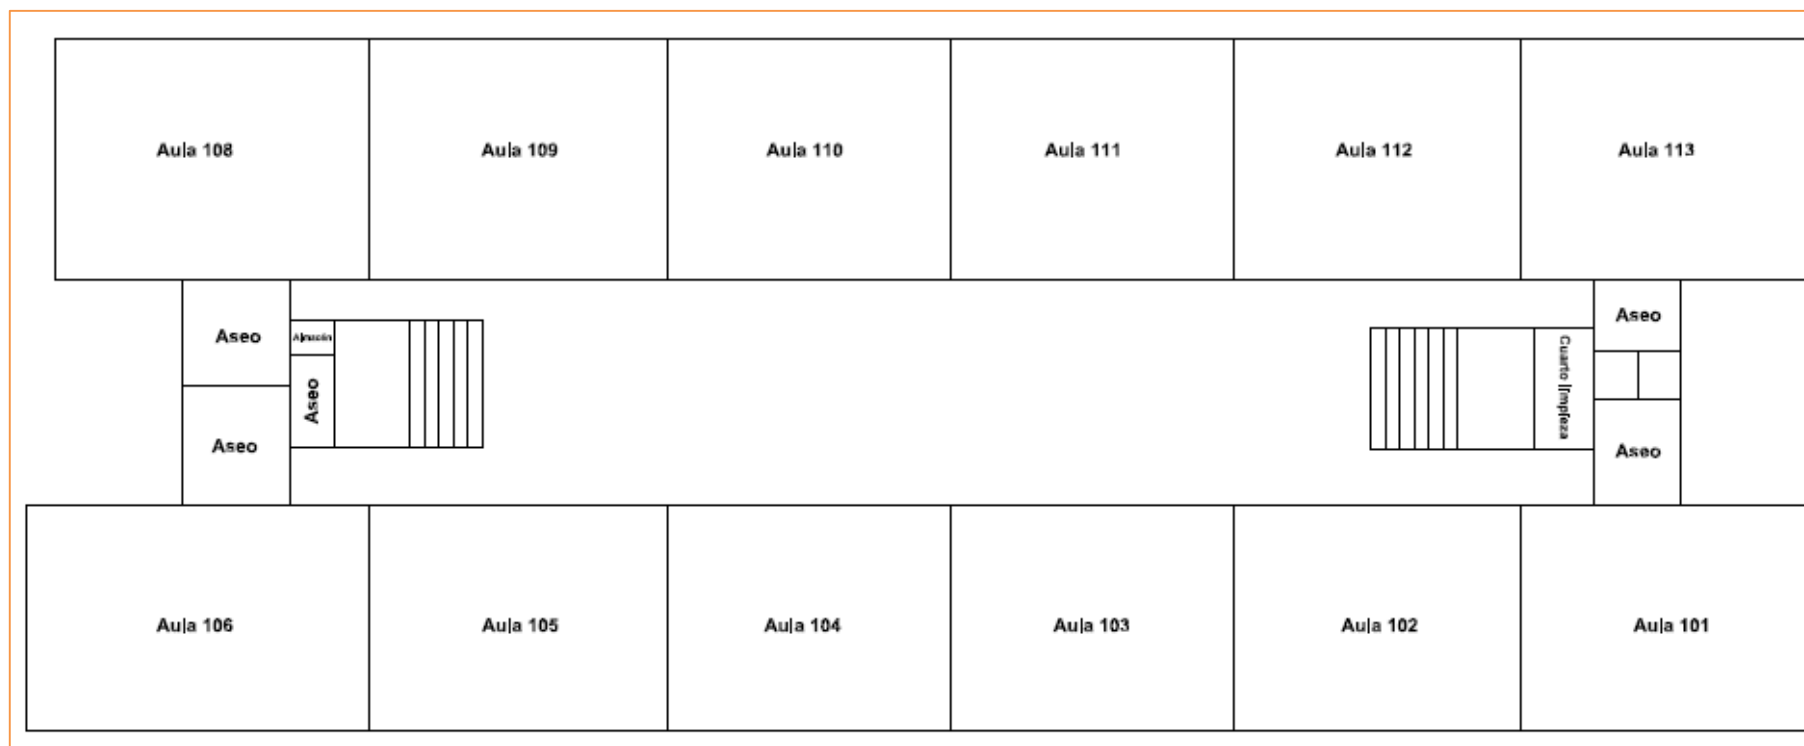 Aula 108
Aula 109
Aula 110
Aula 111
Aula 112
Aula 113
Aseo
Almacén
Aseo
Aseo
Aseo
Cuarto limpieza
Aseo
Aula 106
Aula 105
Aula 104
Aula 103
Aula 102
Aula 101